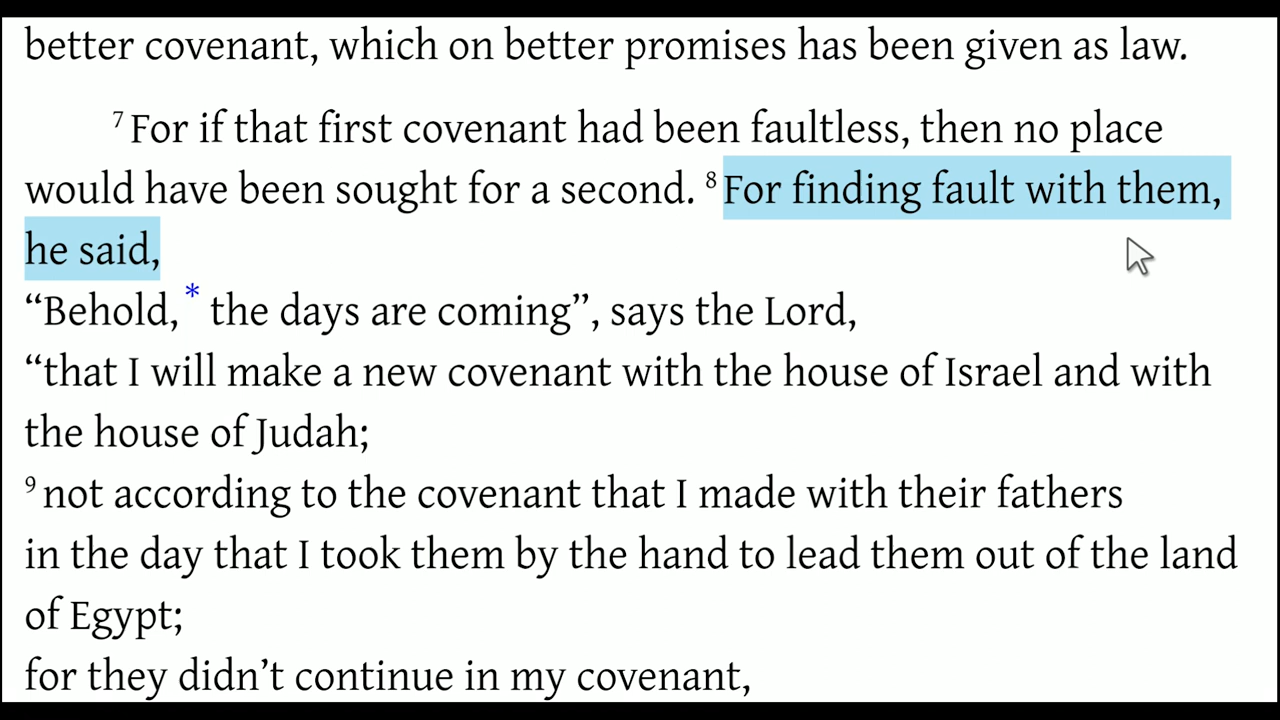 better covenant, which on better promises has been given as law.
7 For if that first covenant had been faultless, then no place
would have been sought for a second. 8 For finding fault with them,
he said,
“Behold, * the days are coming”, says the Lord,
“that I will make a new covenant with the house of Israel and with
the house of Judah;
9 not according to the covenant that I made with their fathers
in the day that I took them by the hand to lead them out of the land
of Egypt;
for they didn’t continue in my covenant,